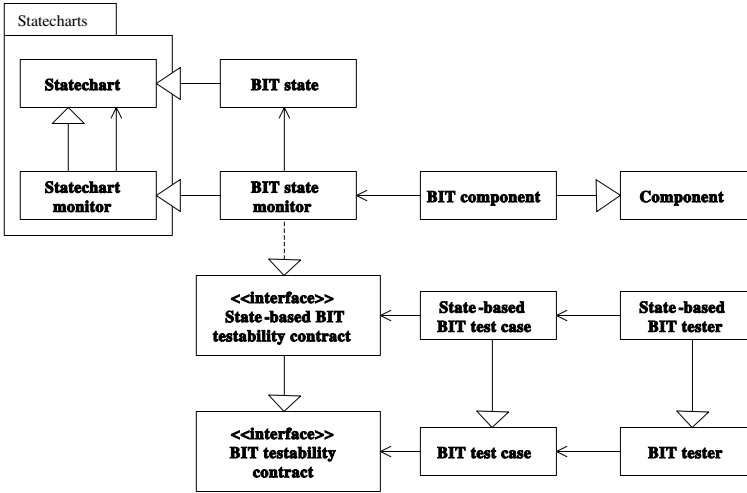 Statecharts
Statechart
BIT state
Statechart
monitor
BIT state
monitor
BIT component
Component
<<interface>>
State-based BIT
testability contract
State-based
BIT test case
State-based
BIT tester
<<interface>>
BIT testability
contract
BIT test case
BIT tester